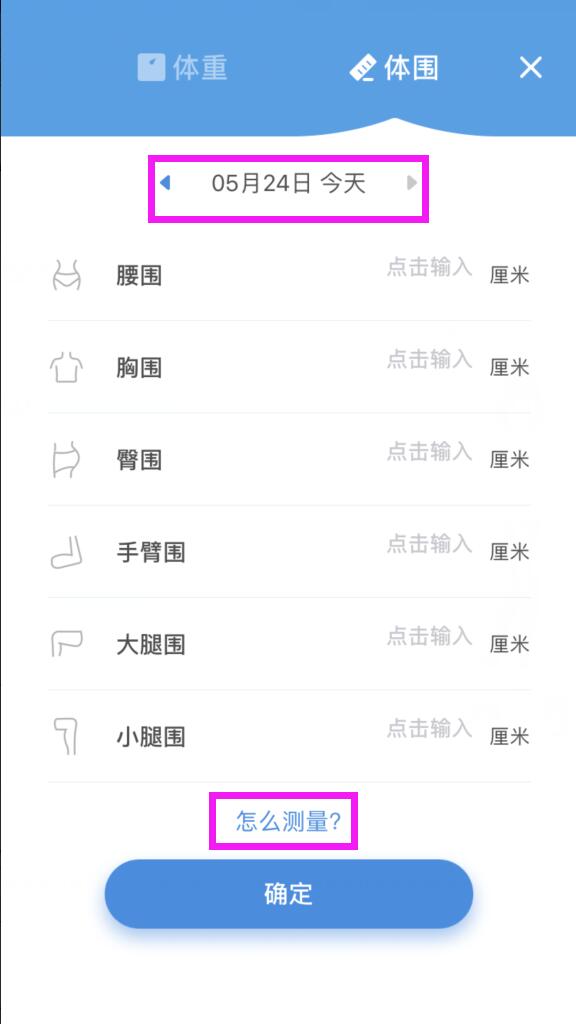 体重 体围
05月24日 今天
腰围 点击输入 厘米
胸围 点击输入 厘米
臀围 点击输入 厘米
手臂围 点击输入 厘米
大腿围 点击输入 厘米
小腿围 点击输入 厘米
怎么测量?
确定